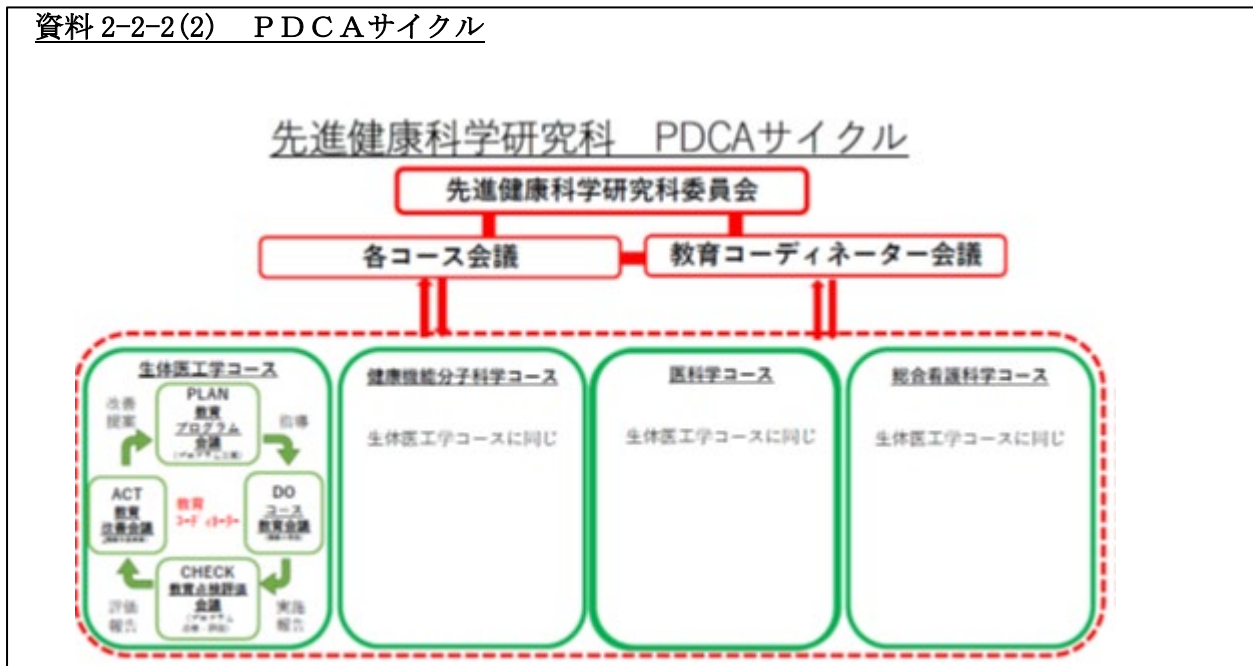 資料 2-2-2(2)　ＰＤＣＡサイクル
先進健康科学研究科　PDCAサイクル
先進健康科学研究科委員会
各コース会議
教育コーディネーター会議
生体医工学コース
改善
提案
PLAN
教育
プログラム
会議
指導
ACT
教育
改善会議
教育
コーディネーター
DO
コース
教育会議
CHECK
教育点検評価
会議
評価
報告
実施
報告
健康機能分子科学コース
生体医工学コースに同じ
医科学コース
生体医工学コースに同じ
総合看護科学コース
生体医工学コースに同じ